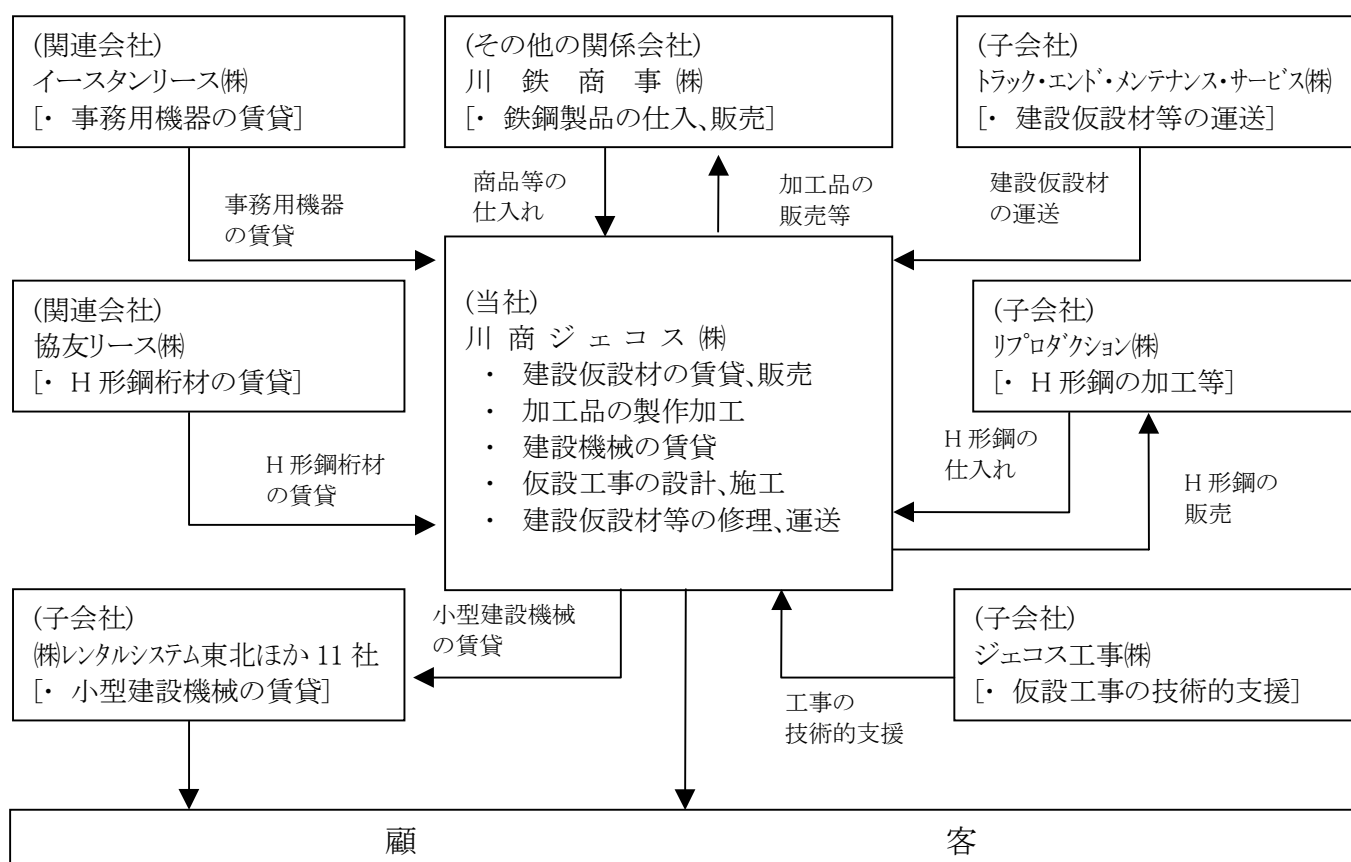 (関連会社)
イースタンリース㈱
[・ 事務用機器の賃貸]
(その他の関係会社)
川 鉄 商 事 ㈱
[・ 鉄鋼製品の仕入、販売]
(子会社)
トラック・エンド・メンテナンス・サービス㈱
[・ 建設仮設材等の運送]
事務用機器
の賃貸
商品等の
仕入れ
加工品の
販売等
建設仮設材
の運送
(関連会社)
協友リース㈱
[・ H 形鋼桁材の賃貸]
(当社)
川 商 ジ ェ コ ス ㈱
・ 建設仮設材の賃貸、販売
・ 加工品の製作加工
・ 建設機械の賃貸
・ 仮設工事の設計、施工
・ 建設仮設材等の修理、運送
(子会社)
リプロダクション㈱
[・ H 形鋼の加工等]
H 形鋼桁材
の賃貸
H 形鋼の
仕入れ
H 形鋼の
販売
(子会社)
㈱レンタルシステム東北ほか 11 社
[・ 小型建設機械の賃貸]
小型建設機械
の賃貸
工事の
技術的支援
(子会社)
ジェコス工事㈱
[・ 仮設工事の技術的支援]
顧 客